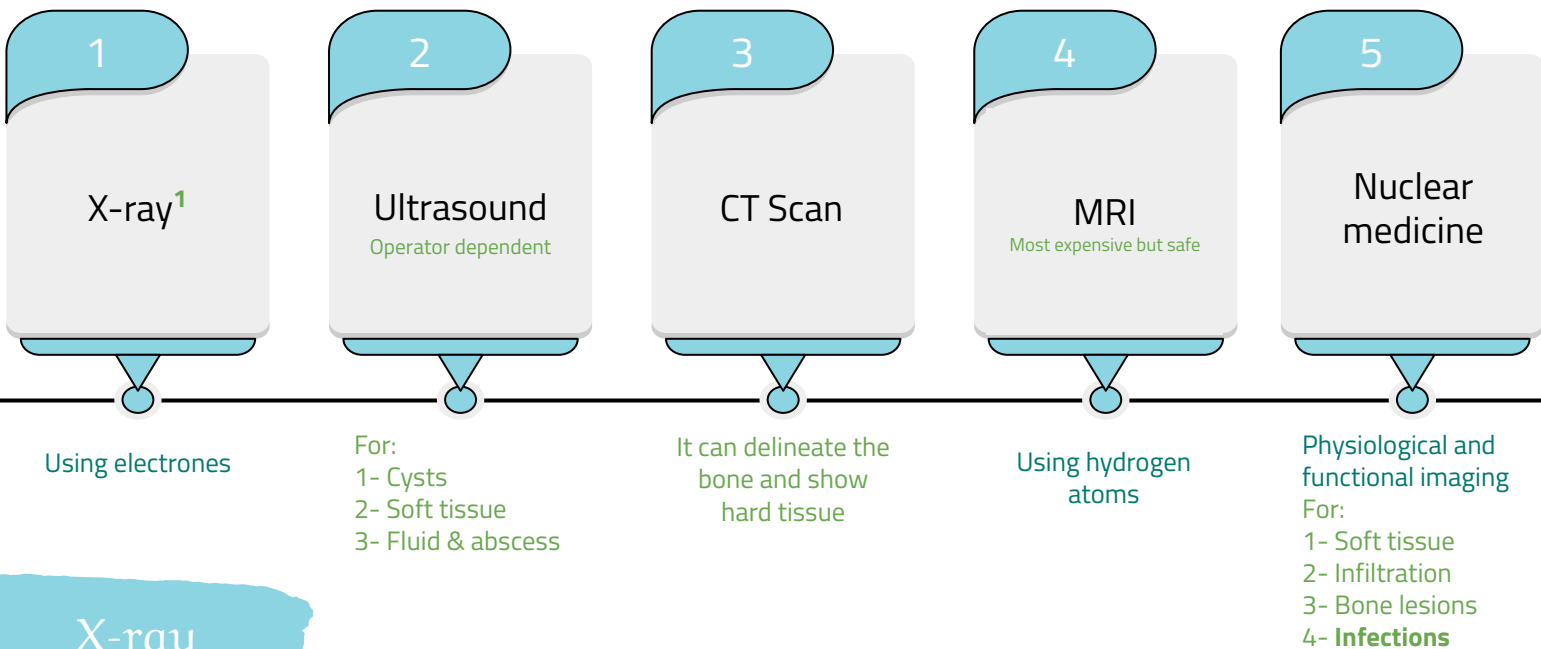 1
X-ray¹
Using electrones
2
Ultrasound
Operator dependent
For:
1- Cysts
2- Soft tissue
3- Fluid & abscess
3
CT Scan
It can delineate the
bone and show
hard tissue
4
MRI
Most expensive but safe
Using hydrogen
atoms
5
Nuclear
medicine
Physiological and
functional imaging
For:
1- Soft tissue
2- Infiltration
3- Bone lesions
4- Infections
X-ray